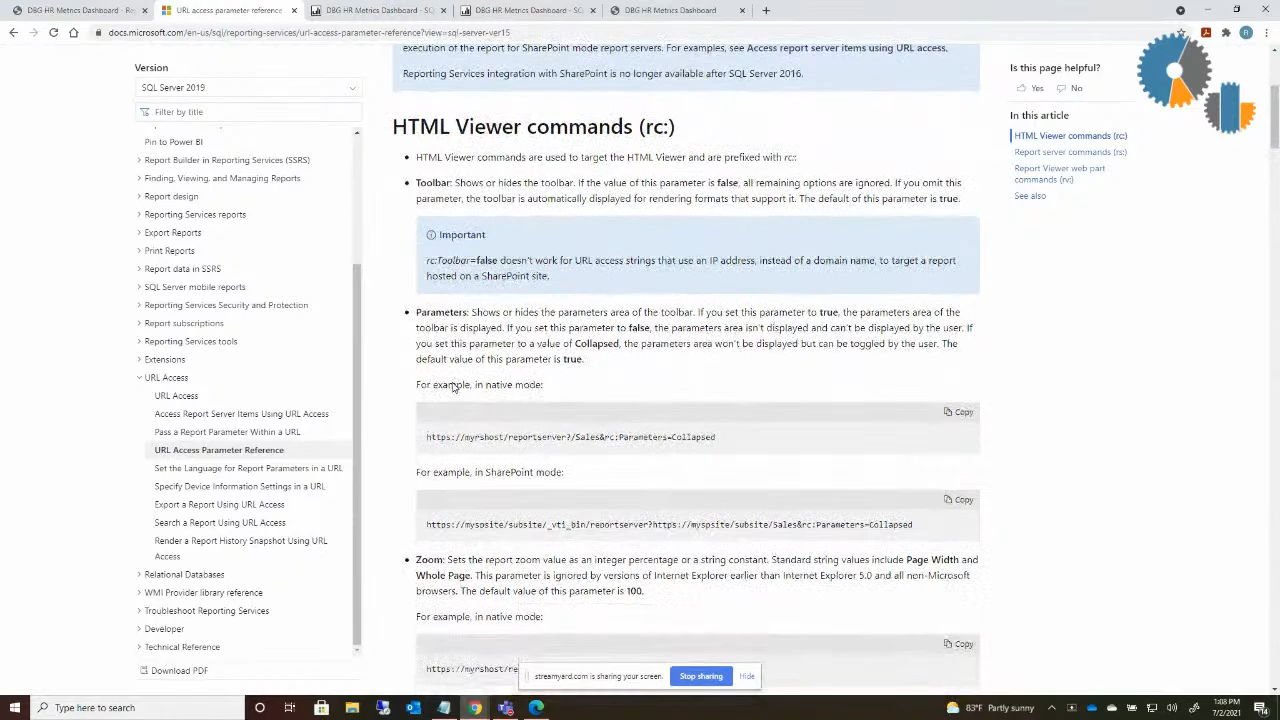 DBG HR Metrics Dashboard - Re
URL access parameter reference
DBG HR Metrics Dashboard - SQ
DBG HR Metrics Dashboard - SQ
DBG HR Metrics Dashboard
docs.microsoft.com/en-us/sql/reporting-services/url-access-parameter-reference?view=sql-server-ver15
Version
SQL Server 2019
Filter by title
Pin to Power BI
Report Builder in Reporting Services (SSRS)
Finding, Viewing, and Managing Reports
Report design
Reporting Services reports
Export Reports
Print Reports
Report data in SSRS
SQL Server mobile reports
Reporting Services Security and Protection
Report subscriptions
Reporting Services tools
Extensions
URL Access
URL Access
Access Report Server Items Using URL Access
Pass a Report Parameter Within a URL
URL Access Parameter Reference
Set the Language for Report Parameters in a URL
Specify Device Information Settings in a URL
Export a Report Using URL Access
Search a Report Using URL Access
Render a Report History Snapshot Using URL
Access
Relational Databases
WMI Provider library reference
Troubleshoot Reporting Services
Developer
Technical Reference
Download PDF
execution of the report for SharePoint mode report servers. For examples, see Access report server items using URL access.
Reporting Services integration with SharePoint is no longer available after SQL Server 2016.
HTML Viewer commands (rc:)
• HTML Viewer commands are used to target the HTML Viewer and are prefixed with rc:
• Toolbar: Shows or hides the toolbar. If the value of this parameter is false, all remaining options are ignored. If you omit this
parameter, the toolbar is automatically displayed for rendering formats that support it. The default of this parameter is true.
Important
rc:Toolbar=false doesn't work for URL access strings that use an IP address, instead of a domain name, to target a report
hosted on a SharePoint site.
• Parameters: Shows or hides the parameters area of the toolbar. If you set this parameter to true, the parameters area of the
toolbar is displayed. If you set this parameter to false, the parameters area isn't displayed and can't be displayed by the user. If
you set this parameter to a value of Collapsed, the parameters area won't be displayed but can be toggled by the user. The
default value of this parameter is true.
For example, in native mode:
Copy
https://myrshost/reportserver?/Sales&rc:Parameters=Collapsed
For example, in SharePoint mode:
Copy
https://myspsite/subsite/_vti_bin/reportserver?https://myspsite/subsite/Sales&rc:Parameters=Collapsed
• Zoom: Sets the report zoom value as an integer percentage or a string constant. Standard string values include Page Width and
Whole Page. This parameter is ignored by versions of Internet Explorer earlier than Internet Explorer 5.0 and all non-Microsoft
browsers. The default value of this parameter is 100.
For example, in native mode:
Copy
https://myrshost/re
Is this page helpful?
Yes No
In this article
HTML Viewer commands (rc:)
Report server commands (rs:)
Report Viewer web part
commands (rv:)
See also
streamyard.com is sharing your screen.
Stop sharing
Hide
Type here to search
83°F Partly sunny
1:08 PM
7/2/2021